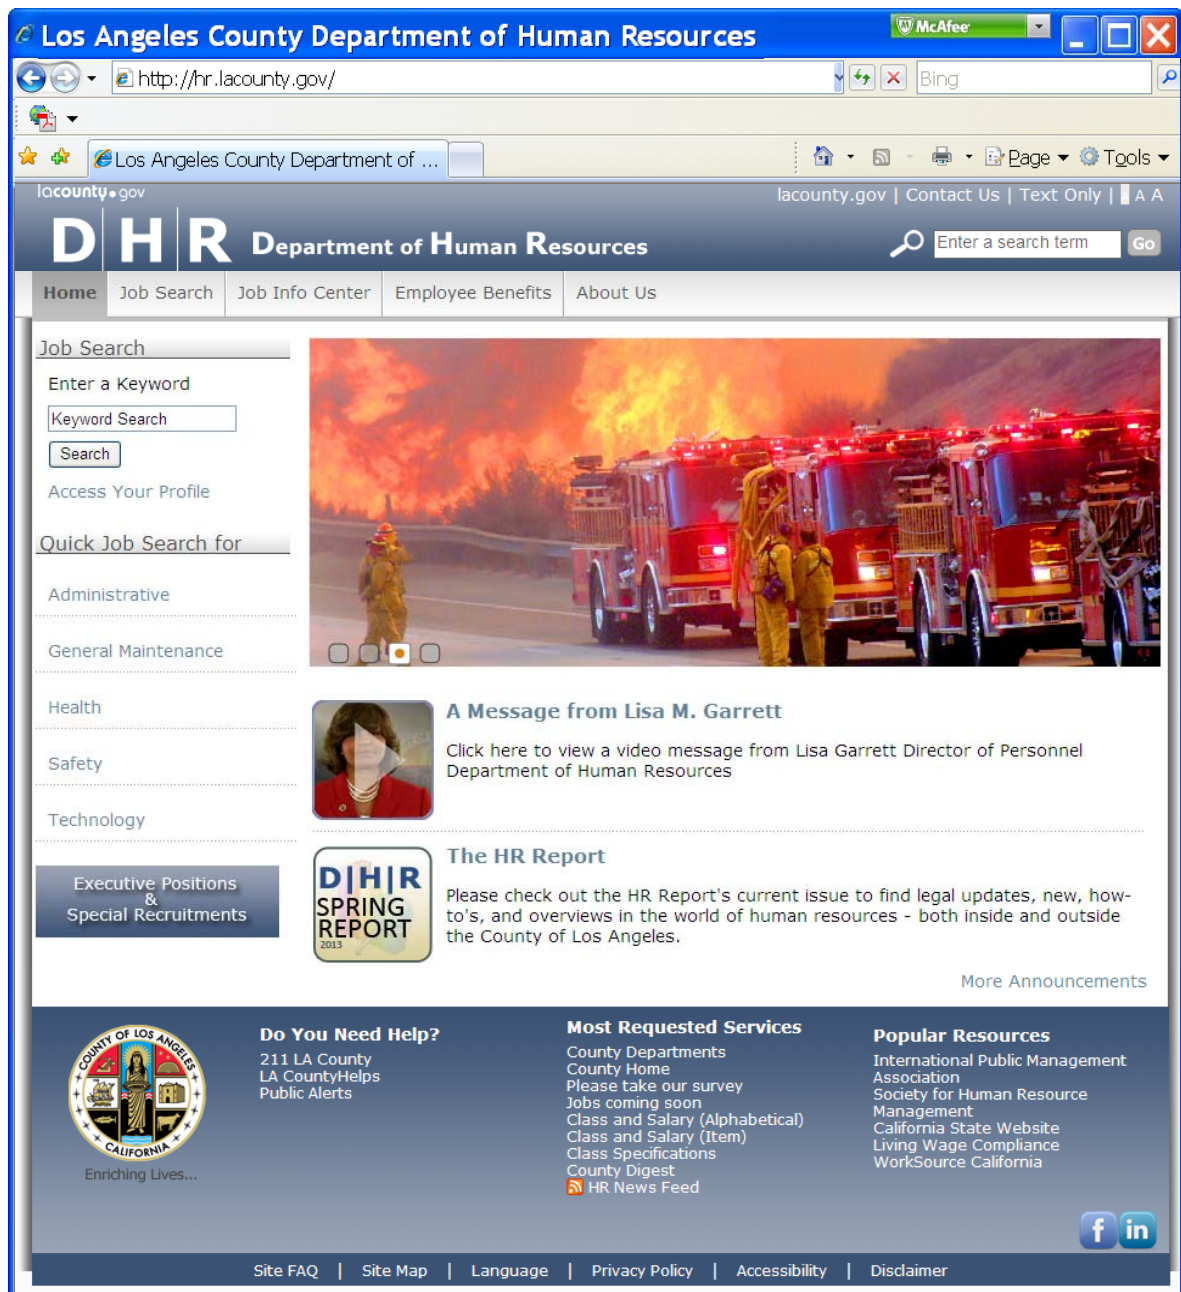 Los Angeles County Department of Human Resources
McAfee
http://hr.lacounty.gov/
Bing
Los Angeles County Department of ...
Page
Tools
lacounty.gov
lacounty.gov | Contact Us | Text Only | A A
D|H|R Department of Human Resources
Enter a search term
Go
Home
Job Search
Job Info Center
Employee Benefits
About Us
Job Search
Enter a Keyword
Keyword Search
Search
Access Your Profile
Quick Job Search for
Administrative
General Maintenance
Health
Safety
Technology
Executive Positions
&
Special Recruitments
A Message from Lisa M. Garrett
Click here to view a video message from Lisa Garrett Director of Personnel
Department of Human Resources
D|H|R
SPRING
REPORT
2013
The HR Report
Please check out the HR Report's current issue to find legal updates, new, how-
to's, and overviews in the world of human resources - both inside and outside
the County of Los Angeles.
More Announcements
COUNTY OF LOS ANGELES
CALIFORNIA
Enriching Lives...
Do You Need Help?
211 LA County
LA CountyHelps
Public Alerts
Most Requested Services
County Departments
County Home
Please take our survey
Jobs coming soon
Class and Salary (Alphabetical)
Class and Salary (Item)
Class Specifications
County Digest
HR News Feed
Popular Resources
International Public Management
Association
Society for Human Resource
Management
California State Website
Living Wage Compliance
WorkSource California
f in
Site FAQ | Site Map | Language | Privacy Policy | Accessibility | Disclaimer